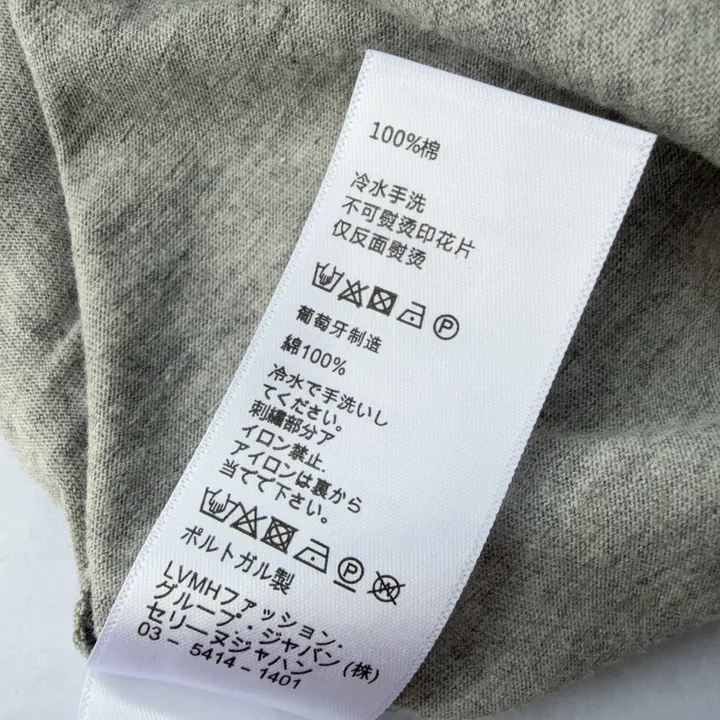 100%棉
冷水手洗
不可熨烫印花片
仅反面熨烫
P
葡萄牙制造
綿100%
冷水で手洗いし
てください。
刺繍部分ア
イロン禁止.
アイロンは裏から
当てて下さい。
P
W
ポルトガル製
LVMHファッション.
グループ・ジャパン(株)
セリーヌジャハン
03 - 5414-1401